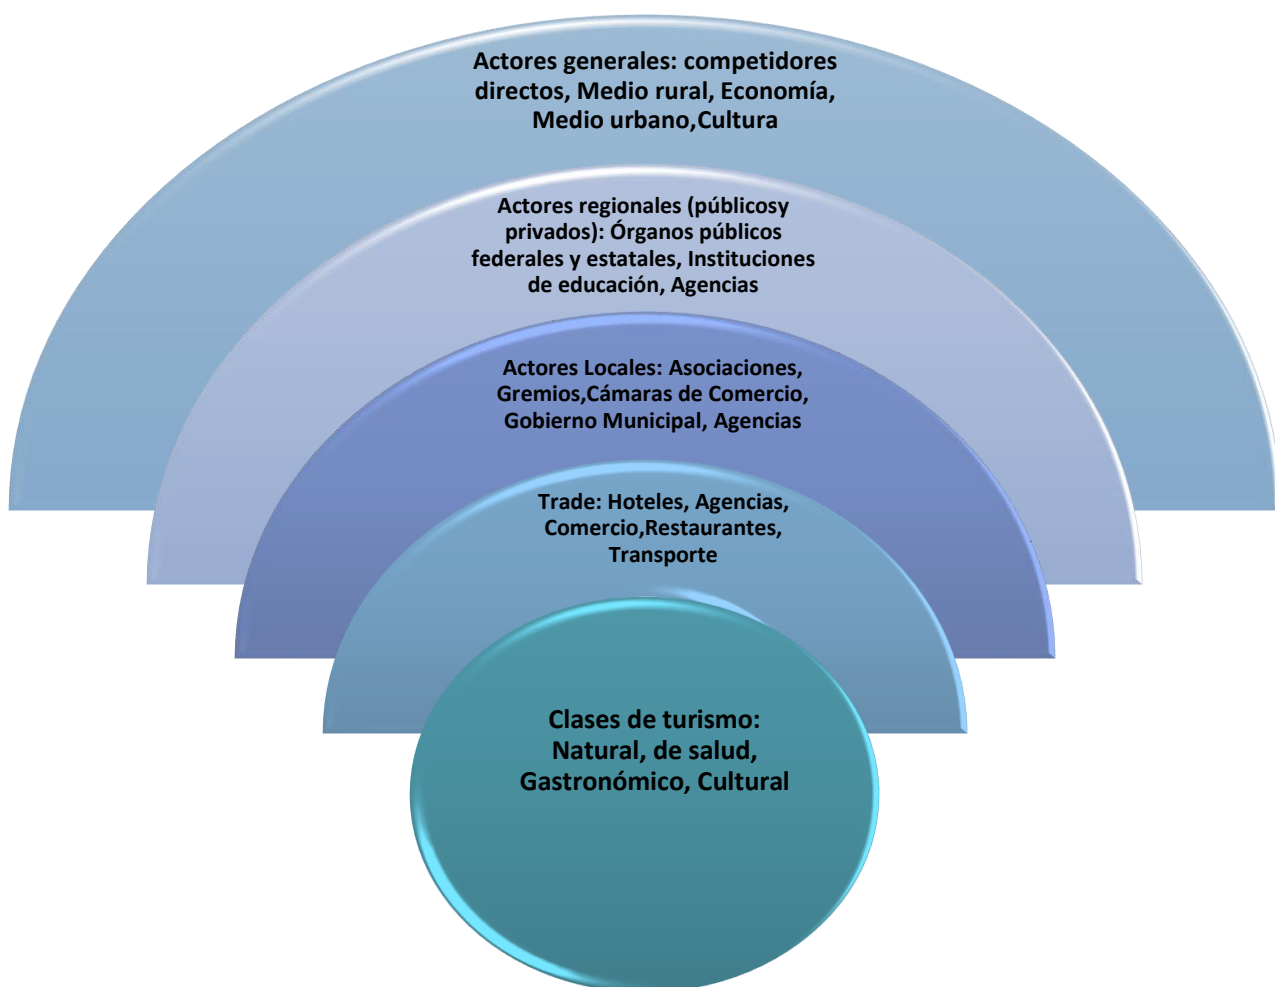 Actores generales: competidores
directos, Medio rural, Economía,
Medio urbano,Cultura
Actores regionales (públicosy
privados): Órganos públicos
federales y estatales, Instituciones
de educación, Agencias
Actores Locales: Asociaciones,
Gremios,Cámaras de Comercio,
Gobierno Municipal, Agencias
Trade: Hoteles, Agencias,
Comercio,Restaurantes,
Transporte
Clases de turismo:
Natural, de salud,
Gastronómico, Cultural